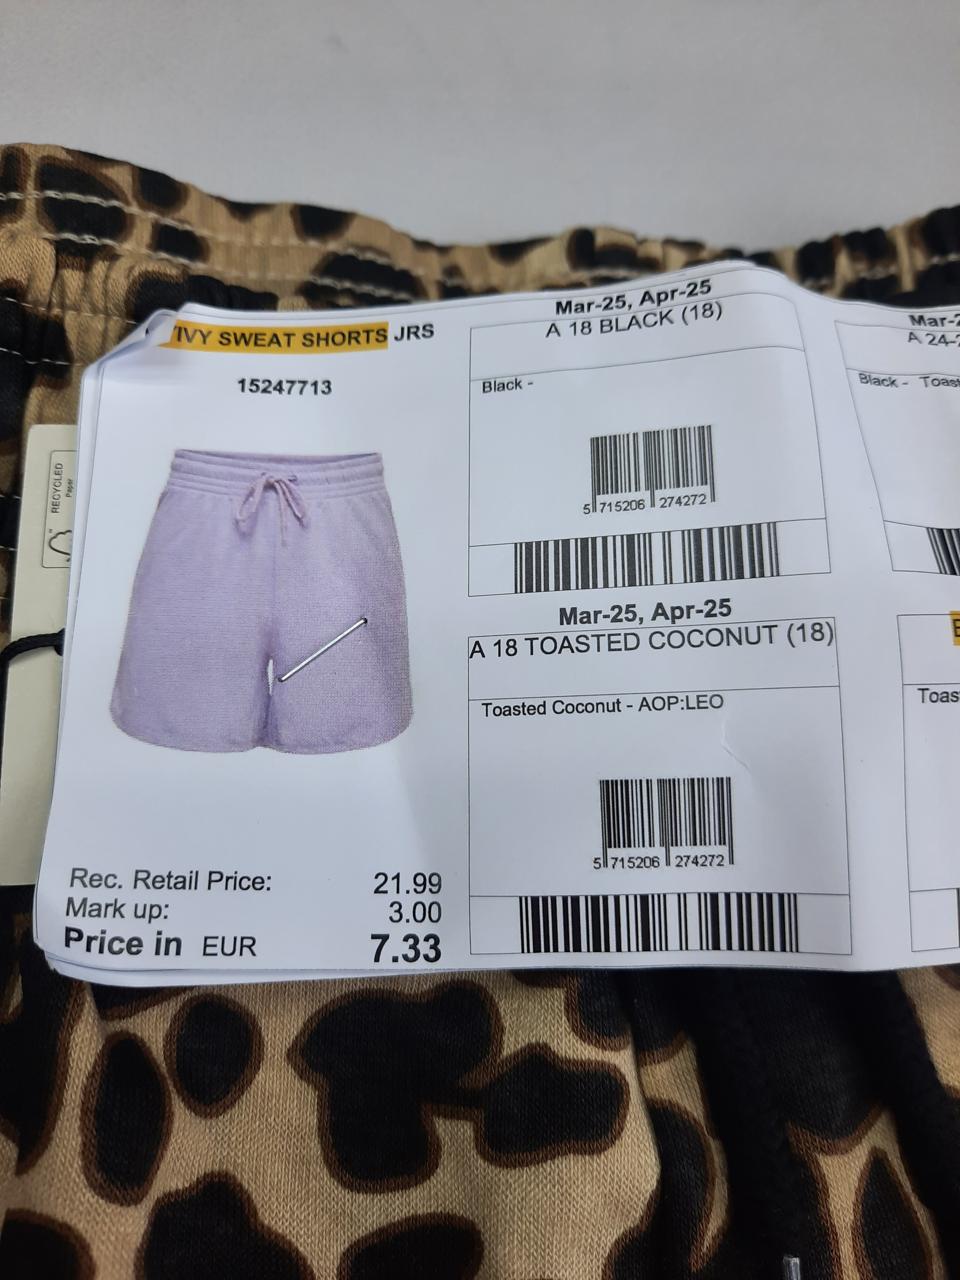 IVY SWEAT SHORTS JRS
15247713
Rec. Retail Price: 21.99
Mark up: 3.00
Price in EUR 7.33
Mar-25, Apr-25
A 18 BLACK (18)
Black -
5 715206 274272
Mar-25, Apr-25
A 18 TOASTED COCONUT (18)
Toasted Coconut - AOP:LEO
5 715206 274272
A 24-
Black -
RECYCLED
Paper